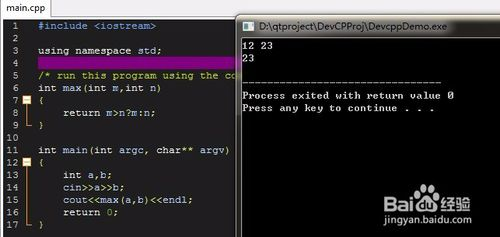 main.cpp
1 #include <iostream>
2
3 using namespace std;
4
5 /* run this program using the co
6 int max(int m,int n)
7 {
8 return m>n?m:n;
9 }
10
11 int main(int argc, char** argv)
12 {
13 int a,b;
14 cin>>a>>b;
15 cout<<max(a,b)<<endl;
16 return 0;
17 }
D:\qtproject\DevCPProj\DevcppDemo.exe
12 23
23
--------------------------------
Process exited with return value 0
Press any key to continue . . .
Baidu 经验
jingyan.baidu.com